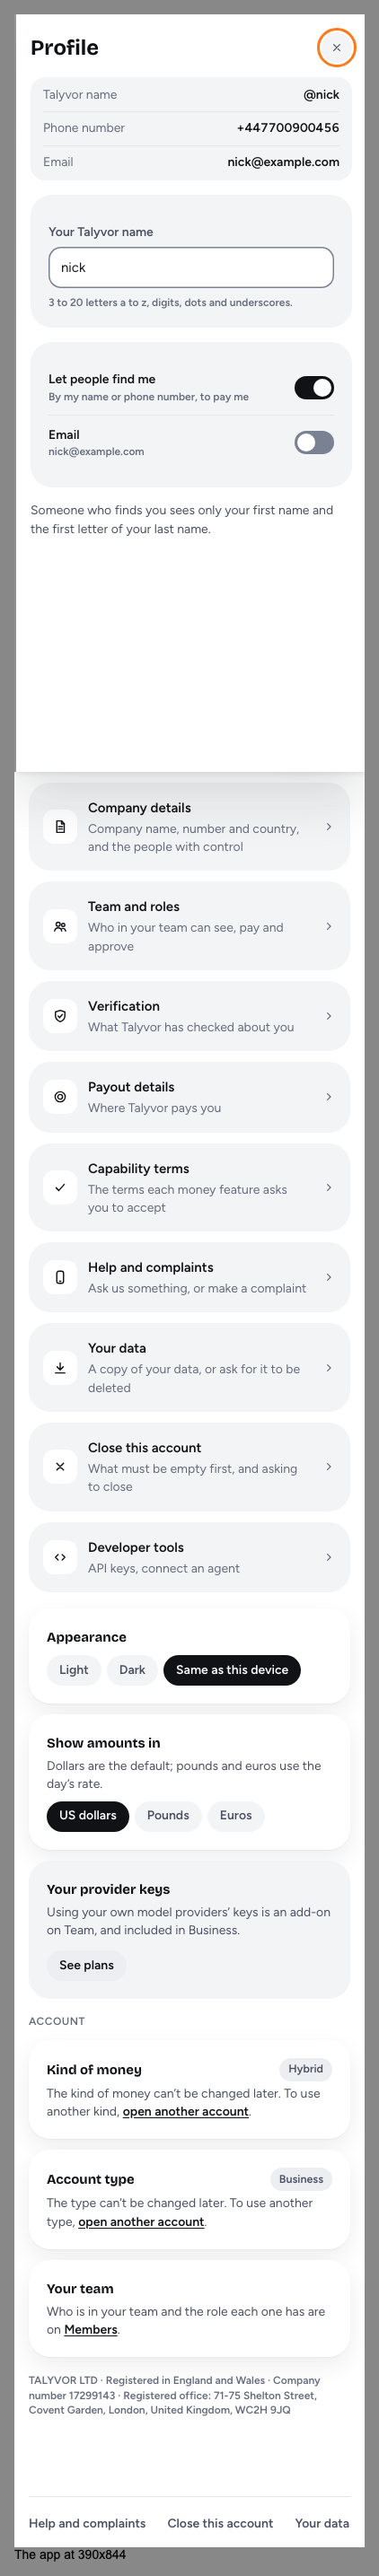 Profile
Talyvor name @nick
Phone number +447700900456
Email nick@example.com
Your Talyvor name
nick
3 to 20 letters a to z, digits, dots and underscores.
Let people find me
By my name or phone number, to pay me
Email
nick@example.com
Someone who finds you sees only your first name and
the first letter of your last name.
Company details
Company name, number and country,
and the people with control
Team and roles
Who in your team can see, pay and
approve
Verification
What Talyvor has checked about you
Payout details
Where Talyvor pays you
Capability terms
The terms each money feature asks
you to accept
Help and complaints
Ask us something, or make a complaint
Your data
A copy of your data, or ask for it to be
deleted
Close this account
What must be empty first, and asking
to close
Developer tools
API keys, connect an agent
Appearance
Light Dark Same as this device
Show amounts in
Dollars are the default; pounds and euros use the
day’s rate.
US dollars Pounds Euros
Your provider keys
Using your own model providers’ keys is an add-on
on Team, and included in Business.
See plans
ACCOUNT
Kind of money Hybrid
The kind of money can’t be changed later. To use
another kind, open another account.
Account type Business
The type can’t be changed later. To use another
type, open another account.
Your team
Who is in your team and the role each one has are
on Members.
TALYVOR LTD · Registered in England and Wales · Company
number 17299143 · Registered office: 71-75 Shelton Street,
Covent Garden, London, United Kingdom, WC2H 9JQ
Help and complaints Close this account Your data
The app at 390x844